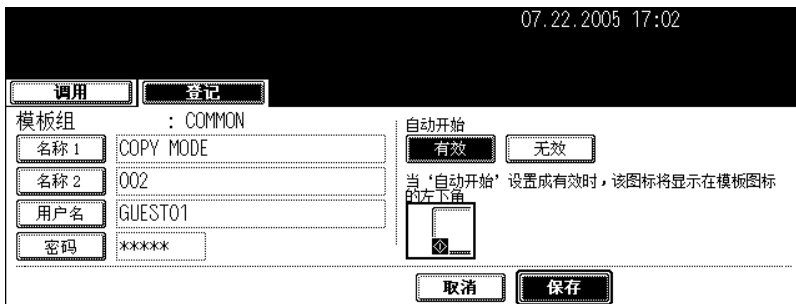 07.22.2005 17:02
调用 登记
模板组 : COMMON
名称 1 COPY MODE
名称 2 002
用户名 GUEST01
密码 *****
自动开始
有效 无效
当‘自动开始’设置成有效时，该图标将显示在模板图标
的左下角
取消 保存